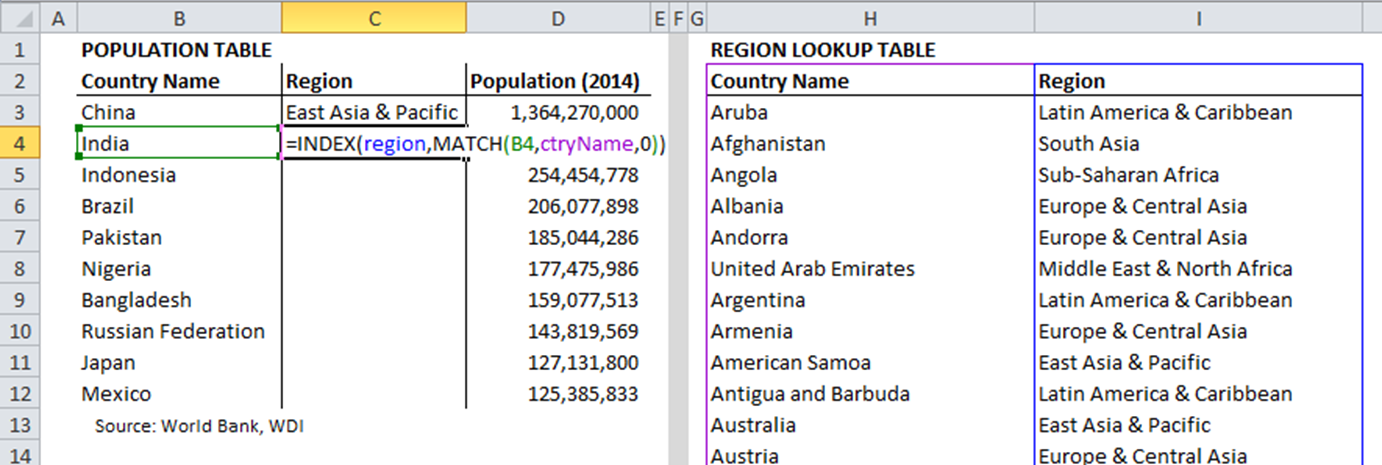 A B C D E F G H I
1 POPULATION TABLE REGION LOOKUP TABLE
2 Country Name Region Population (2014) Country Name Region
3 China East Asia & Pacific 1,364,270,000 Aruba Latin America & Caribbean
4 India =INDEX(region,MATCH(B4,ctryName,0)) Afghanistan South Asia
5 Indonesia 254,454,778 Angola Sub-Saharan Africa
6 Brazil 206,077,898 Albania Europe & Central Asia
7 Pakistan 185,044,286 Andorra Europe & Central Asia
8 Nigeria 177,475,986 United Arab Emirates Middle East & North Africa
9 Bangladesh 159,077,513 Argentina Latin America & Caribbean
10 Russian Federation 143,819,569 Armenia Europe & Central Asia
11 Japan 127,131,800 American Samoa East Asia & Pacific
12 Mexico 125,385,833 Antigua and Barbuda Latin America & Caribbean
13 Source: World Bank, WDI Australia East Asia & Pacific
14 Austria Europe & Central Asia